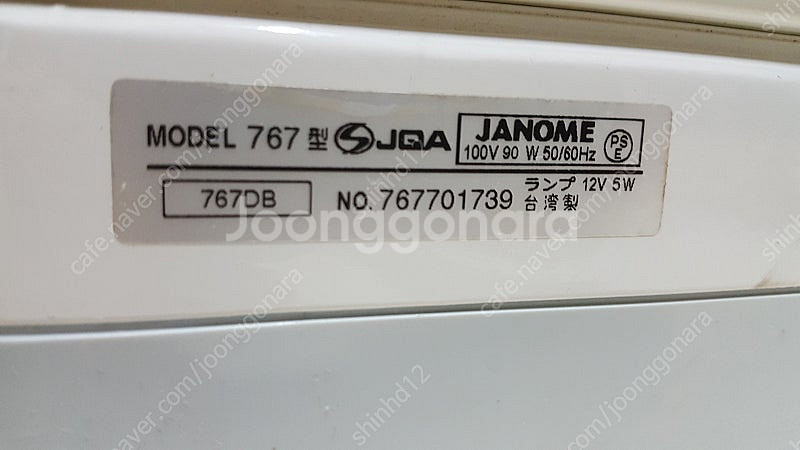 MODEL 767 型 JQA JANOME
100V 90 W 50/60Hz PSE
767DB NO. 767701739 ランプ 12V 5W
台湾製
Joonggonara
cafe.naver.com/joonggonara
shinhd12